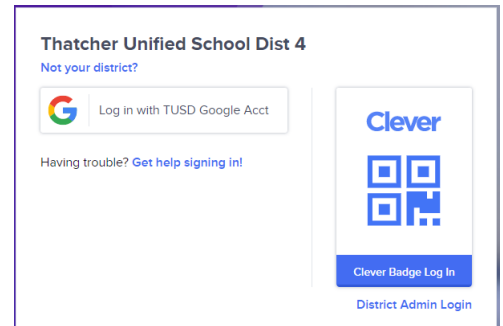 Thatcher Unified School Dist 4
Not your district?
Log in with TUSD Google Acct
Having trouble? Get help signing in!
Clever
Clever Badge Log In
District Admin Login